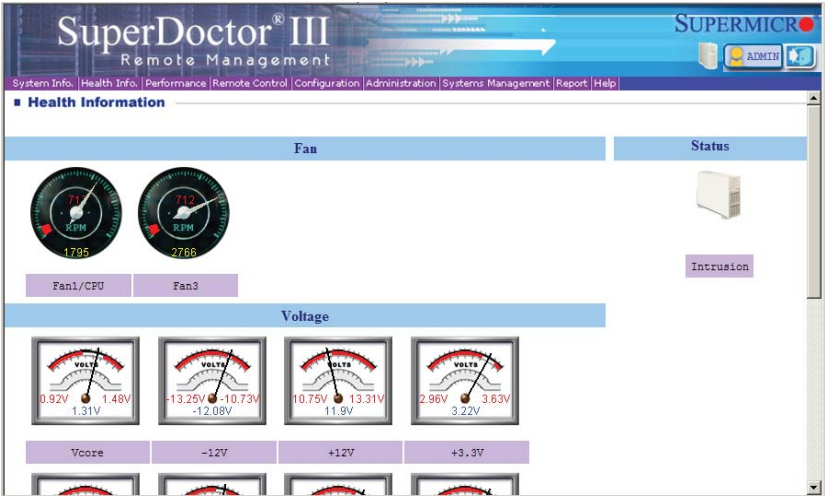 SuperDoctor® III
Remote Management
SUPERMICRO
ADMIN
System Info. Health Info. Performance Remote Control Configuration Administration Systems Management Report Help
Health Information
Fan
Status
712 712
RPM RPM
1795 2766
Fan1/CPU Fan3
Intrusion
Voltage
VOLTS VOLTS VOLTS VOLTS
0.92V 1.48V -13.25V -10.73V 10.75V 13.31V 2.96V 3.63V
1.31V -12.08V 11.9V 3.22V
Vcore -12V +12V +3.3V